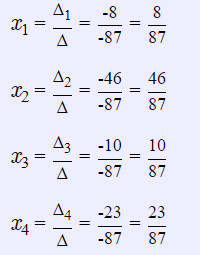 x₁ = Δ₁/Δ = -8/-87 = 8/87
x₂ = Δ₂/Δ = -46/-87 = 46/87
x₃ = Δ₃/Δ = -10/-87 = 10/87
x₄ = Δ₄/Δ = -23/-87 = 23/87